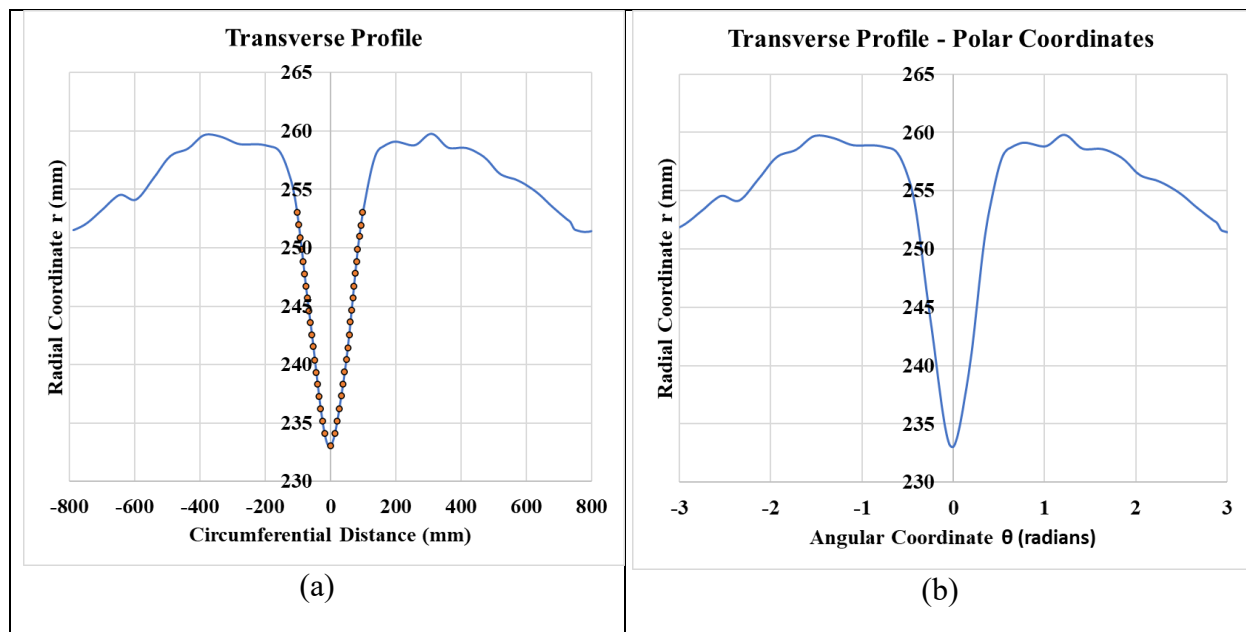 Transverse Profile
265
260
255
250
245
240
235
230
Radial Coordinate r (mm)
-800 -600 -400 -200 0 200 400 600 800
Circumferential Distance (mm)
(a)
Transverse Profile - Polar Coordinates
265
260
255
250
245
240
235
230
Radial Coordinate r (mm)
-3 -2 -1 0 1 2 3
Angular Coordinate θ (radians)
(b)